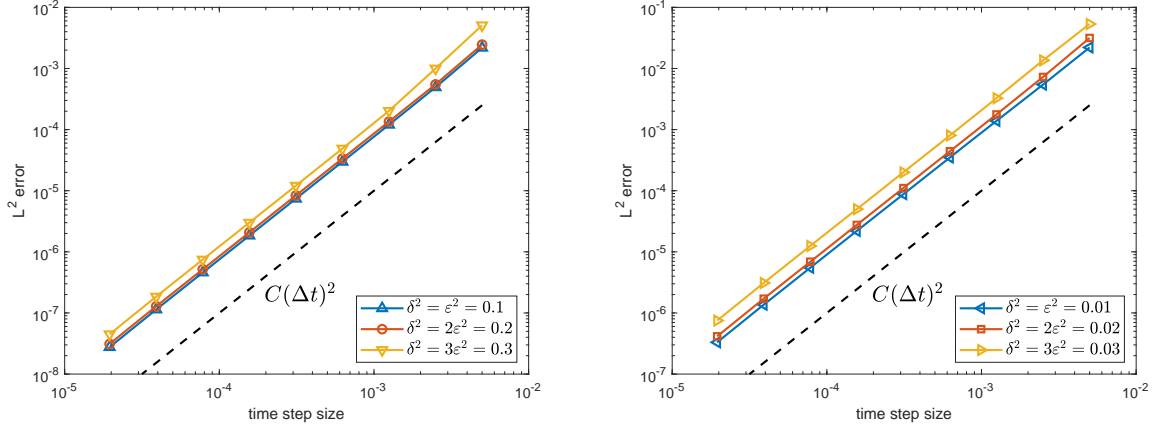 10^-2
10^-3
10^-4
10^-5
10^-6
10^-7
10^-8
L^2 error
C(Δt)^2
δ^2 = ε^2 = 0.1
δ^2 = 2ε^2 = 0.2
δ^2 = 3ε^2 = 0.3
10^-5 10^-4 10^-3 10^-2
time step size
10^-1
10^-2
10^-3
10^-4
10^-5
10^-6
10^-7
L^2 error
C(Δt)^2
δ^2 = ε^2 = 0.01
δ^2 = 2ε^2 = 0.02
δ^2 = 3ε^2 = 0.03
10^-5 10^-4 10^-3 10^-2
time step size